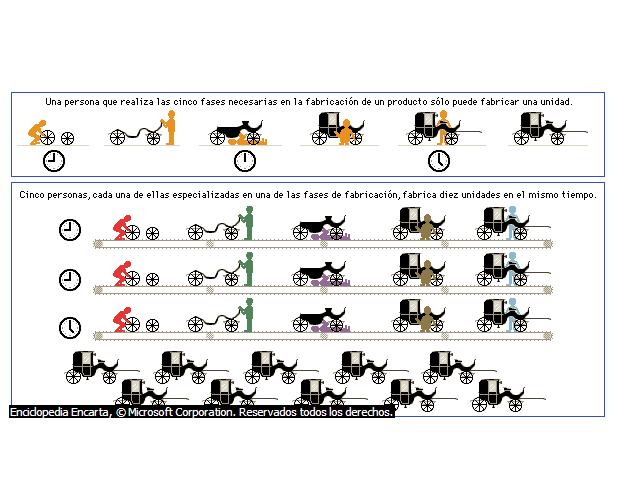 Una persona que realiza las cinco fases necesarias en la fabricación de un producto sólo puede fabricar una unidad.
Cinco personas, cada una de ellas especializadas en una de las fases de fabricación, fabrica diez unidades en el mismo tiempo.
Enciclopedia Encarta, © Microsoft Corporation. Reservados todos los derechos.